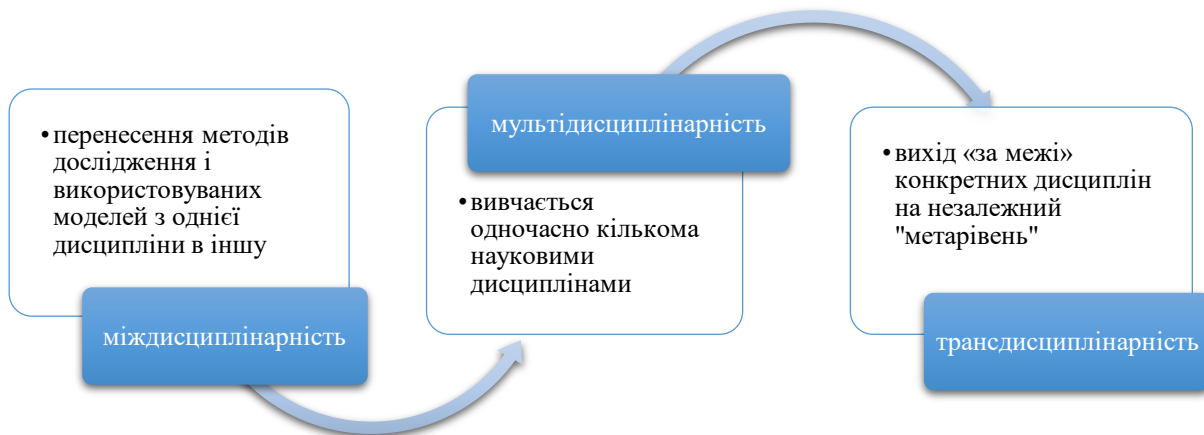 •перенесення методів
дослідження і
використовуваних
моделей з однієї
дисципліни в іншу
міждисциплінарність
мультідисциплінарність
•вивчається
одночасно кількома
науковими
дисциплінами
•вихід «за межі»
конкретних дисциплін
на незалежний
"метарівень"
трансдисциплінарність